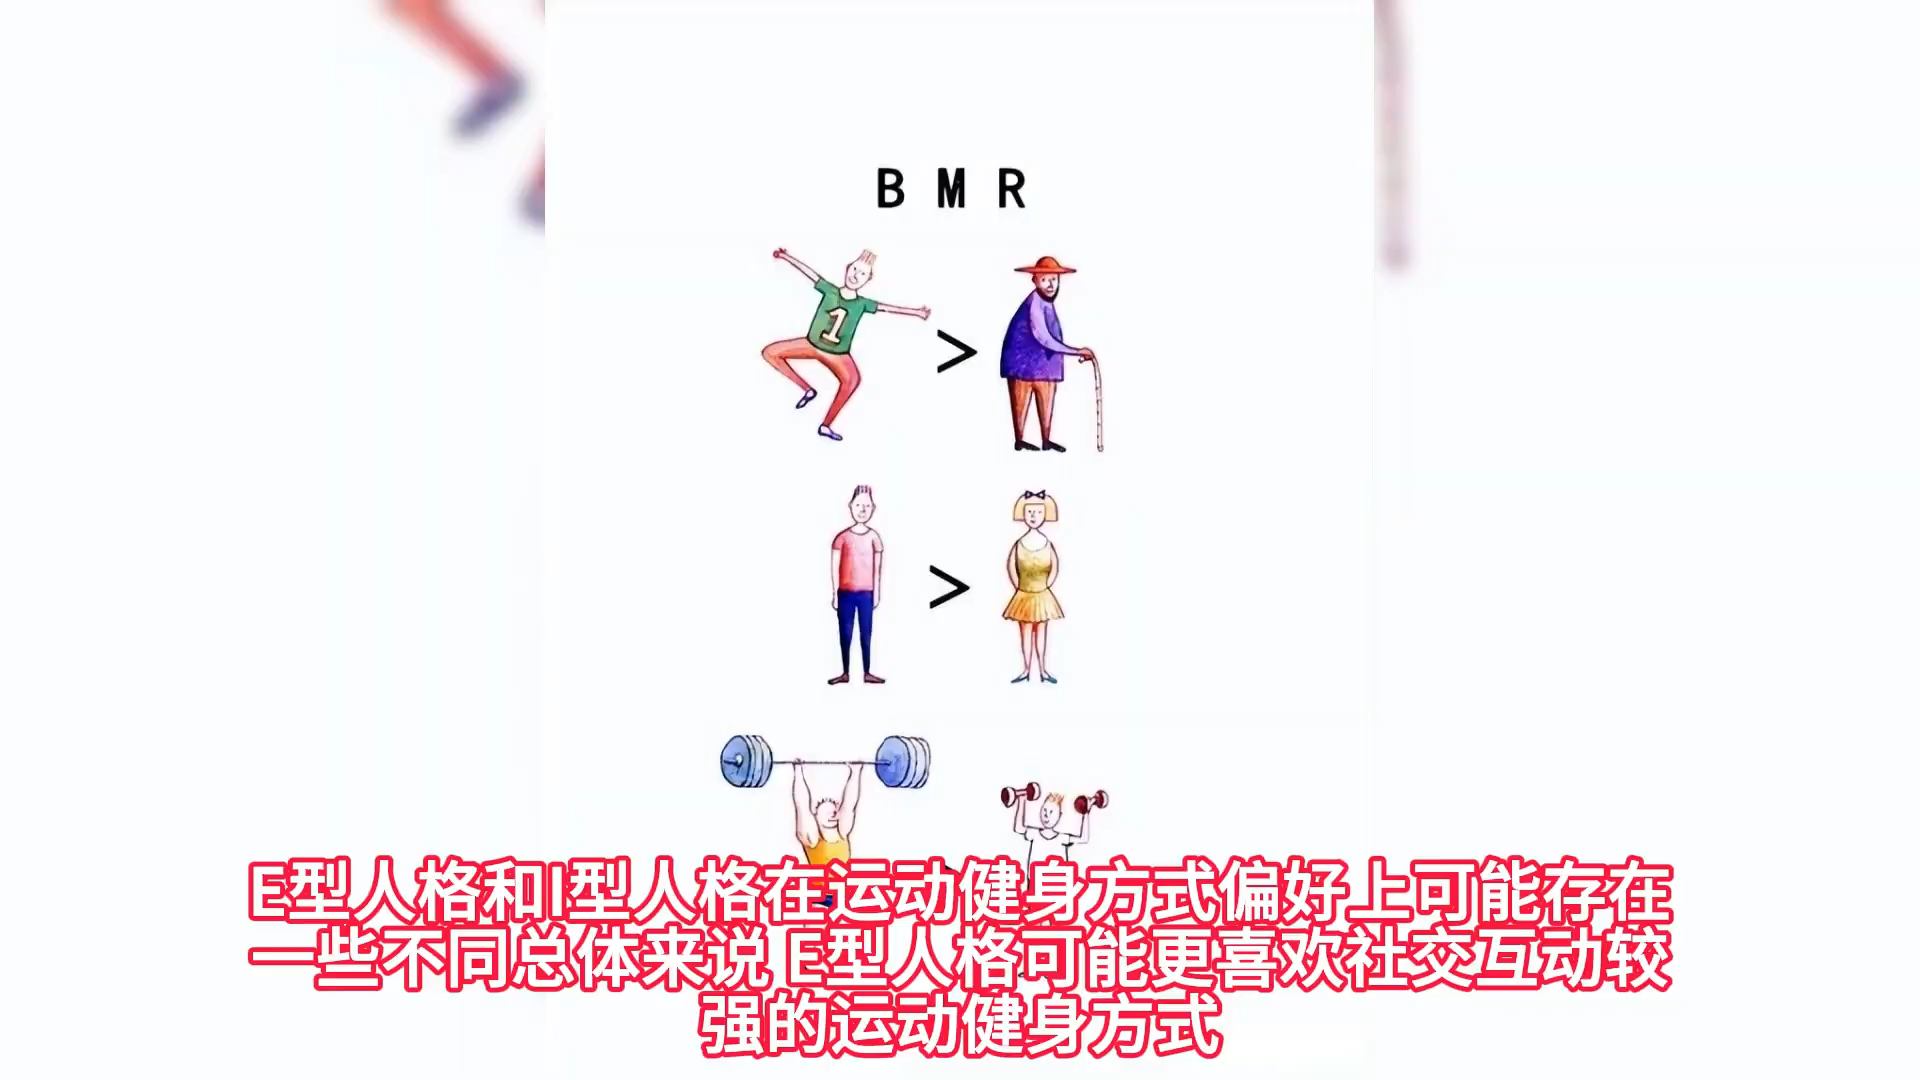 B M R
1
>
>
E型人格和I型人格在运动健身方式偏好上可能存在
一些不同总体来说 E型人格可能更喜欢社交互动较
强的运动健身方式